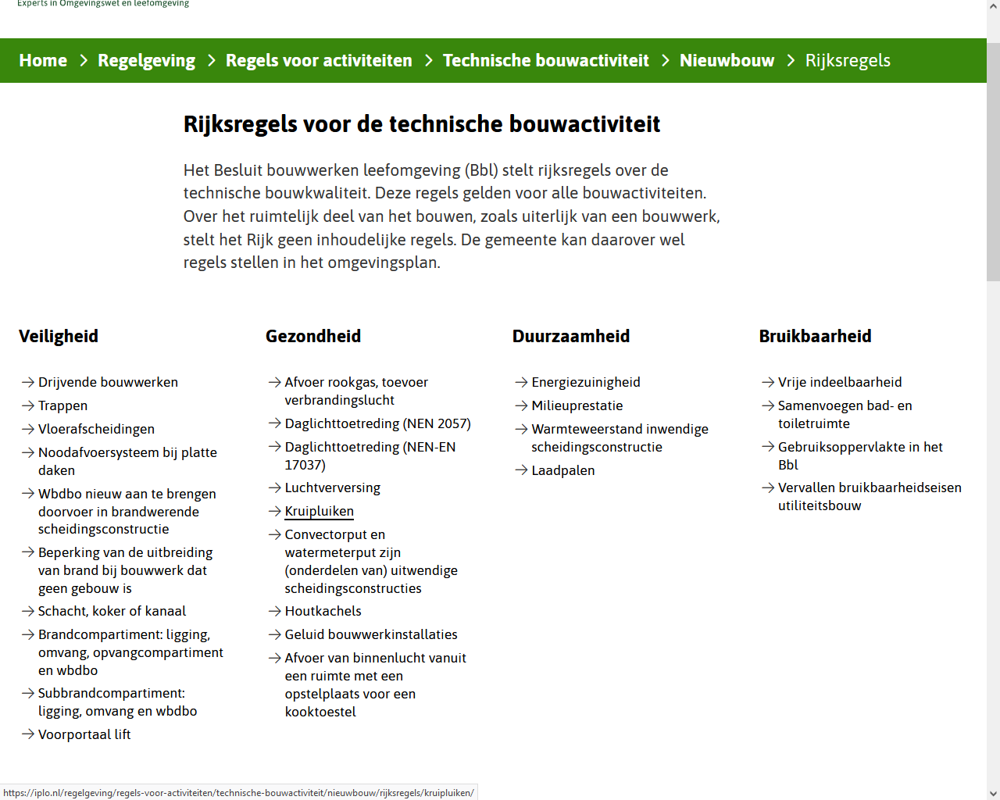 Experts in Omgevingswet en leefomgeving
Home > Regelgeving > Regels voor activiteiten > Technische bouwactiviteit > Nieuwbouw > Rijksregels
Rijksregels voor de technische bouwactiviteit
Het Besluit bouwwerken leefomgeving (Bbl) stelt rijksregels over de
technische bouwkwaliteit. Deze regels gelden voor alle bouwactiviteiten.
Over het ruimtelijk deel van het bouwen, zoals uiterlijk van een bouwwerk,
stelt het Rijk geen inhoudelijke regels. De gemeente kan daarover wel
regels stellen in het omgevingsplan.
Veiligheid
→ Drijvende bouwwerken
→ Trappen
→ Vloerafscheidingen
→ Noodafvoersysteem bij platte
daken
→ Wbdbo nieuw aan te brengen
doorvoer in brandwerende
scheidingsconstructie
→ Beperking van de uitbreiding
van brand bij bouwwerk dat
geen gebouw is
→ Schacht, koker of kanaal
→ Brandcompartiment: ligging,
omvang, opvangcompartiment
en wbdbo
→ Subbrandcompartiment:
ligging, omvang en wbdbo
→ Voorportaal lift
Gezondheid
→ Afvoer rookgas, toevoer
verbrandingslucht
→ Daglichttoetreding (NEN 2057)
→ Daglichttoetreding (NEN-EN
17037)
→ Luchtverversing
→ Kruipluiken
→ Convectorput en
watermeterput zijn
(onderdelen van) uitwendige
scheidingsconstructies
→ Houtkachels
→ Geluid bouwwerkinstallaties
→ Afvoer van binnenlucht vanuit
een ruimte met een
opstelplaats voor een
kooktoestel
Duurzaamheid
→ Energiezuinigheid
→ Milieuprestatie
→ Warmteweerstand inwendige
scheidingsconstructie
→ Laadpalen
Bruikbaarheid
→ Vrije indeelbaarheid
→ Samenvoegen bad- en
toiletruimte
→ Gebruiksoppervlakte in het
Bbl
→ Vervallen bruikbaarheidseisen
utiliteitsbouw
https://iplo.nl/regelgeving/regels-voor-activiteiten/technische-bouwactiviteit/nieuwbouw/rijksregels/kruipluiken/